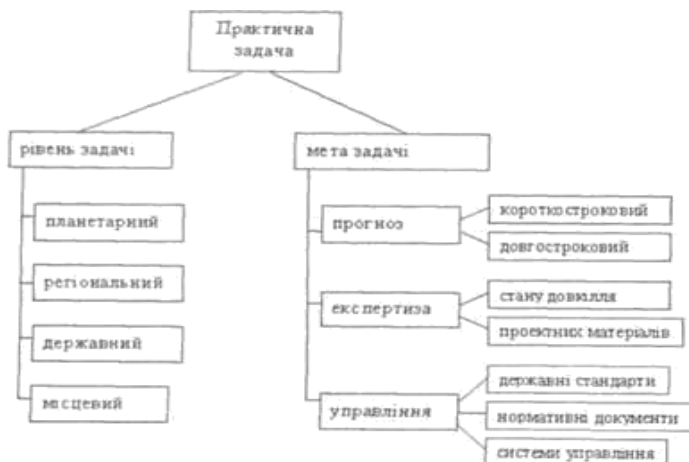 Практична
задача
рівень задачі
мета задачі
планетарний
регіональний
державний
місцевий
прогноз
короткостроковий
довгостроковий
експертиза
стану довкілля
проектних матеріалів
управління
державні стандарти
нормативні документи
системи управління